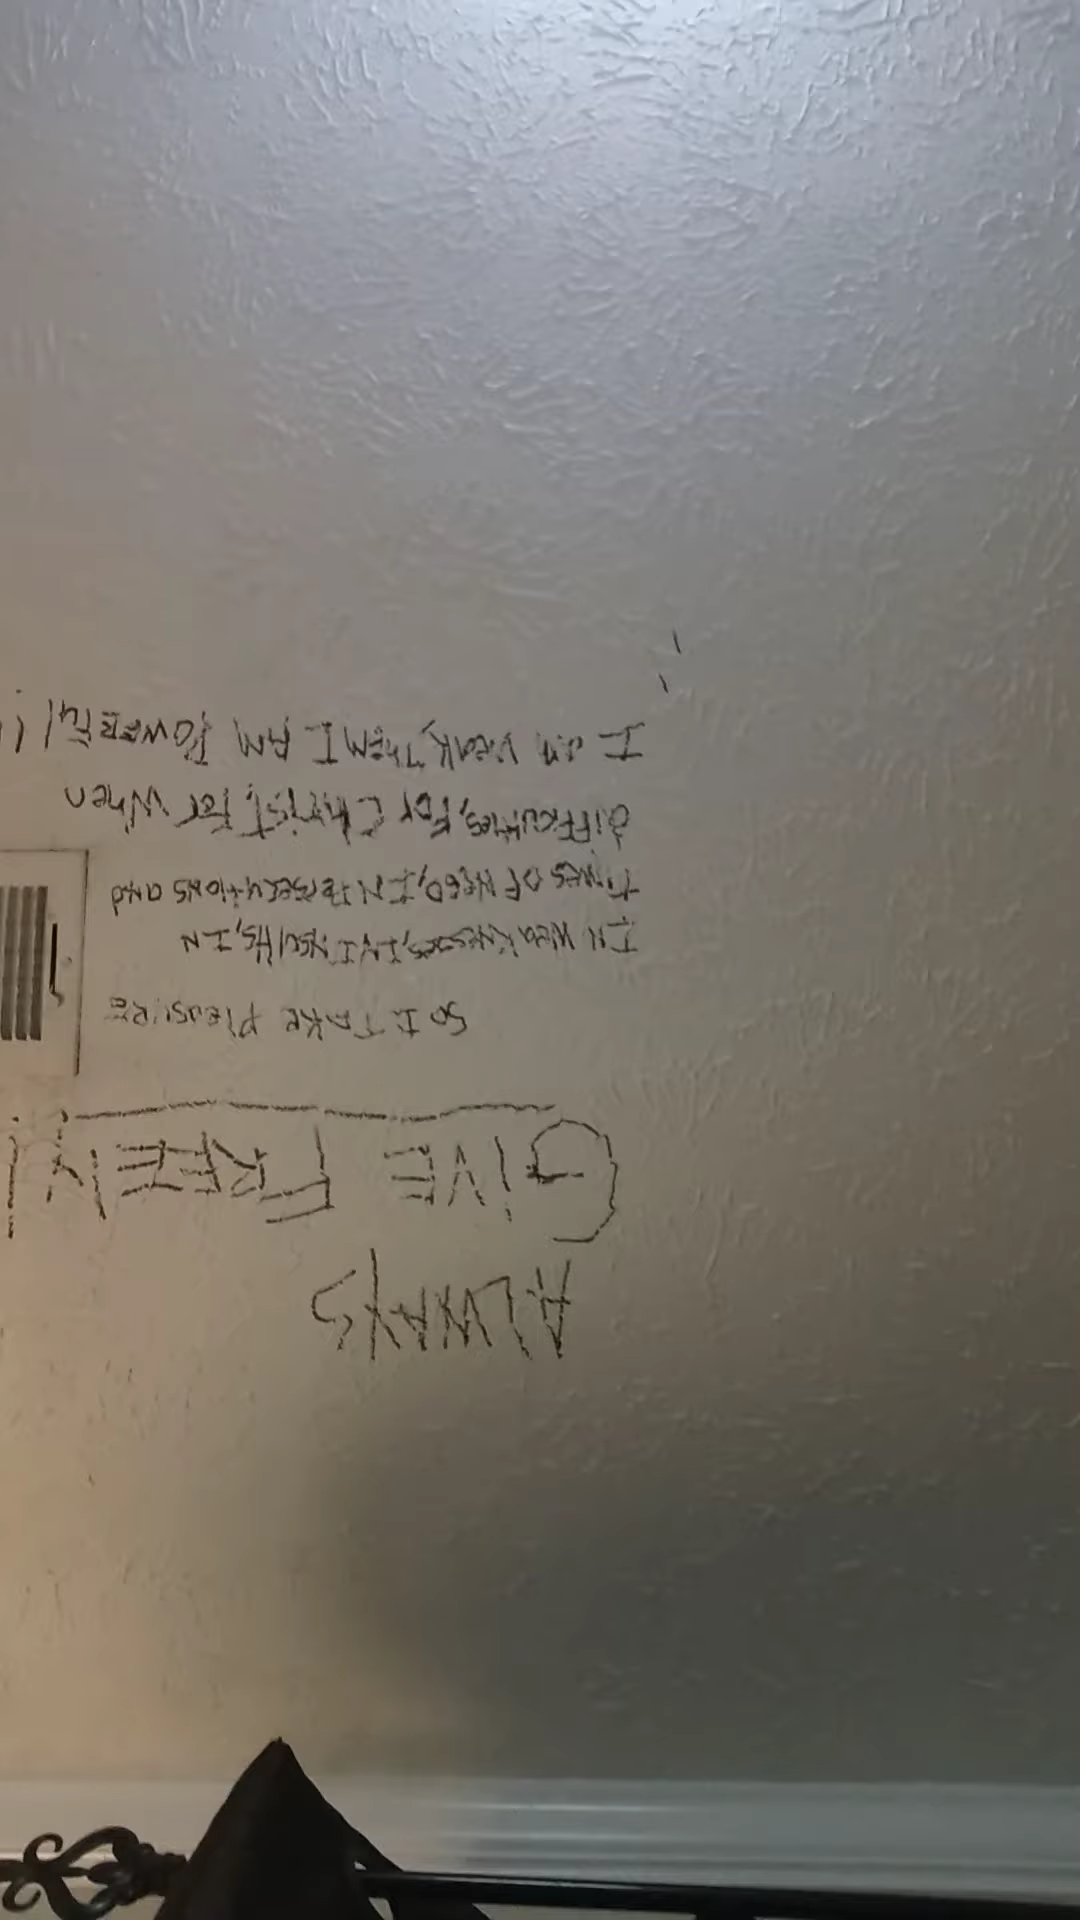 ALWAYS
GIVE FREELY
SO I TAKE PlEASURE
IN WEAKNESSES, IN INSUlTS, IN
TIMES OF NEED, IN PERSECUTIONS and
diFFiCUlTIES, FOR ChRIST, FOR When
I am WEAK, THEM I AM POWERFUl